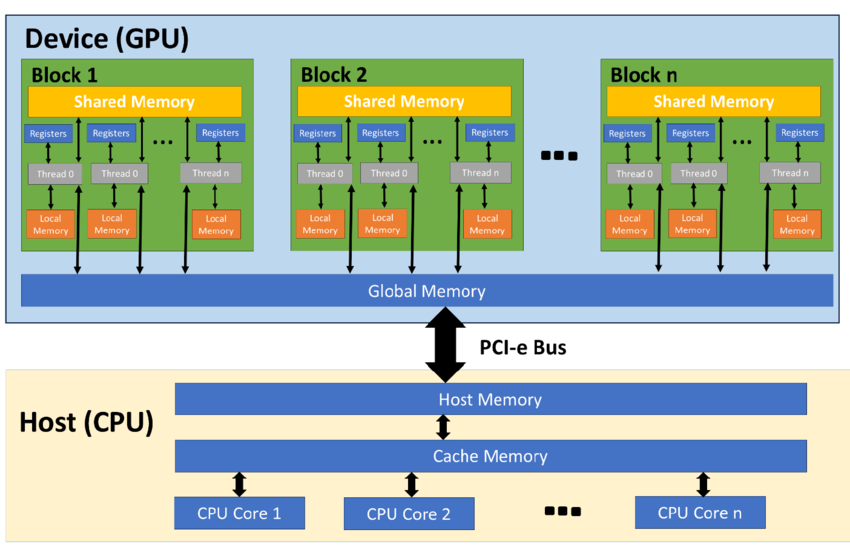 Device (GPU)
Block 1
Shared Memory
Registers
Registers
...
Registers
Thread 0
Thread 0
Thread n
Local
Memory
Local
Memory
Local
Memory
Block 2
Shared Memory
Registers
Registers
...
Registers
Thread 0
Thread 0
Thread n
Local
Memory
Local
Memory
Local
Memory
...
Block n
Shared Memory
Registers
Registers
...
Registers
Thread 0
Thread 0
Thread n
Local
Memory
Local
Memory
Local
Memory
Global Memory
PCI-e Bus
Host (CPU)
Host Memory
Cache Memory
CPU Core 1
CPU Core 2
...
CPU Core n